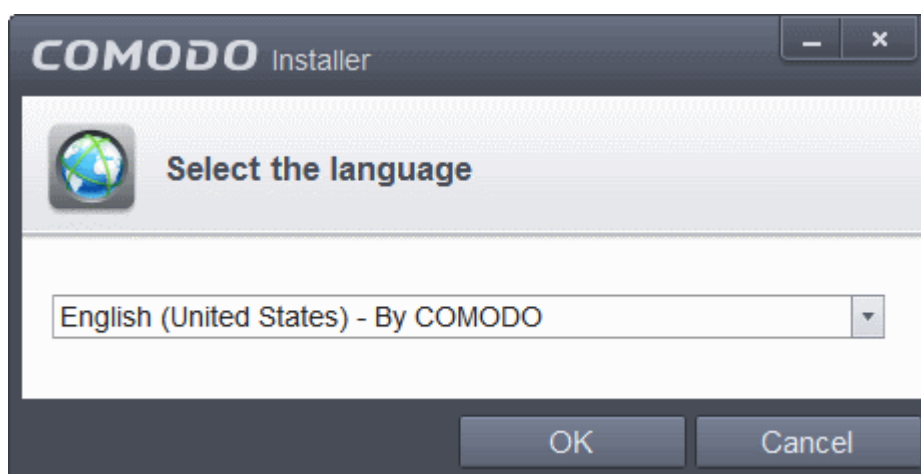 COMODO Installer
Select the language
English (United States) - By COMODO
OK Cancel